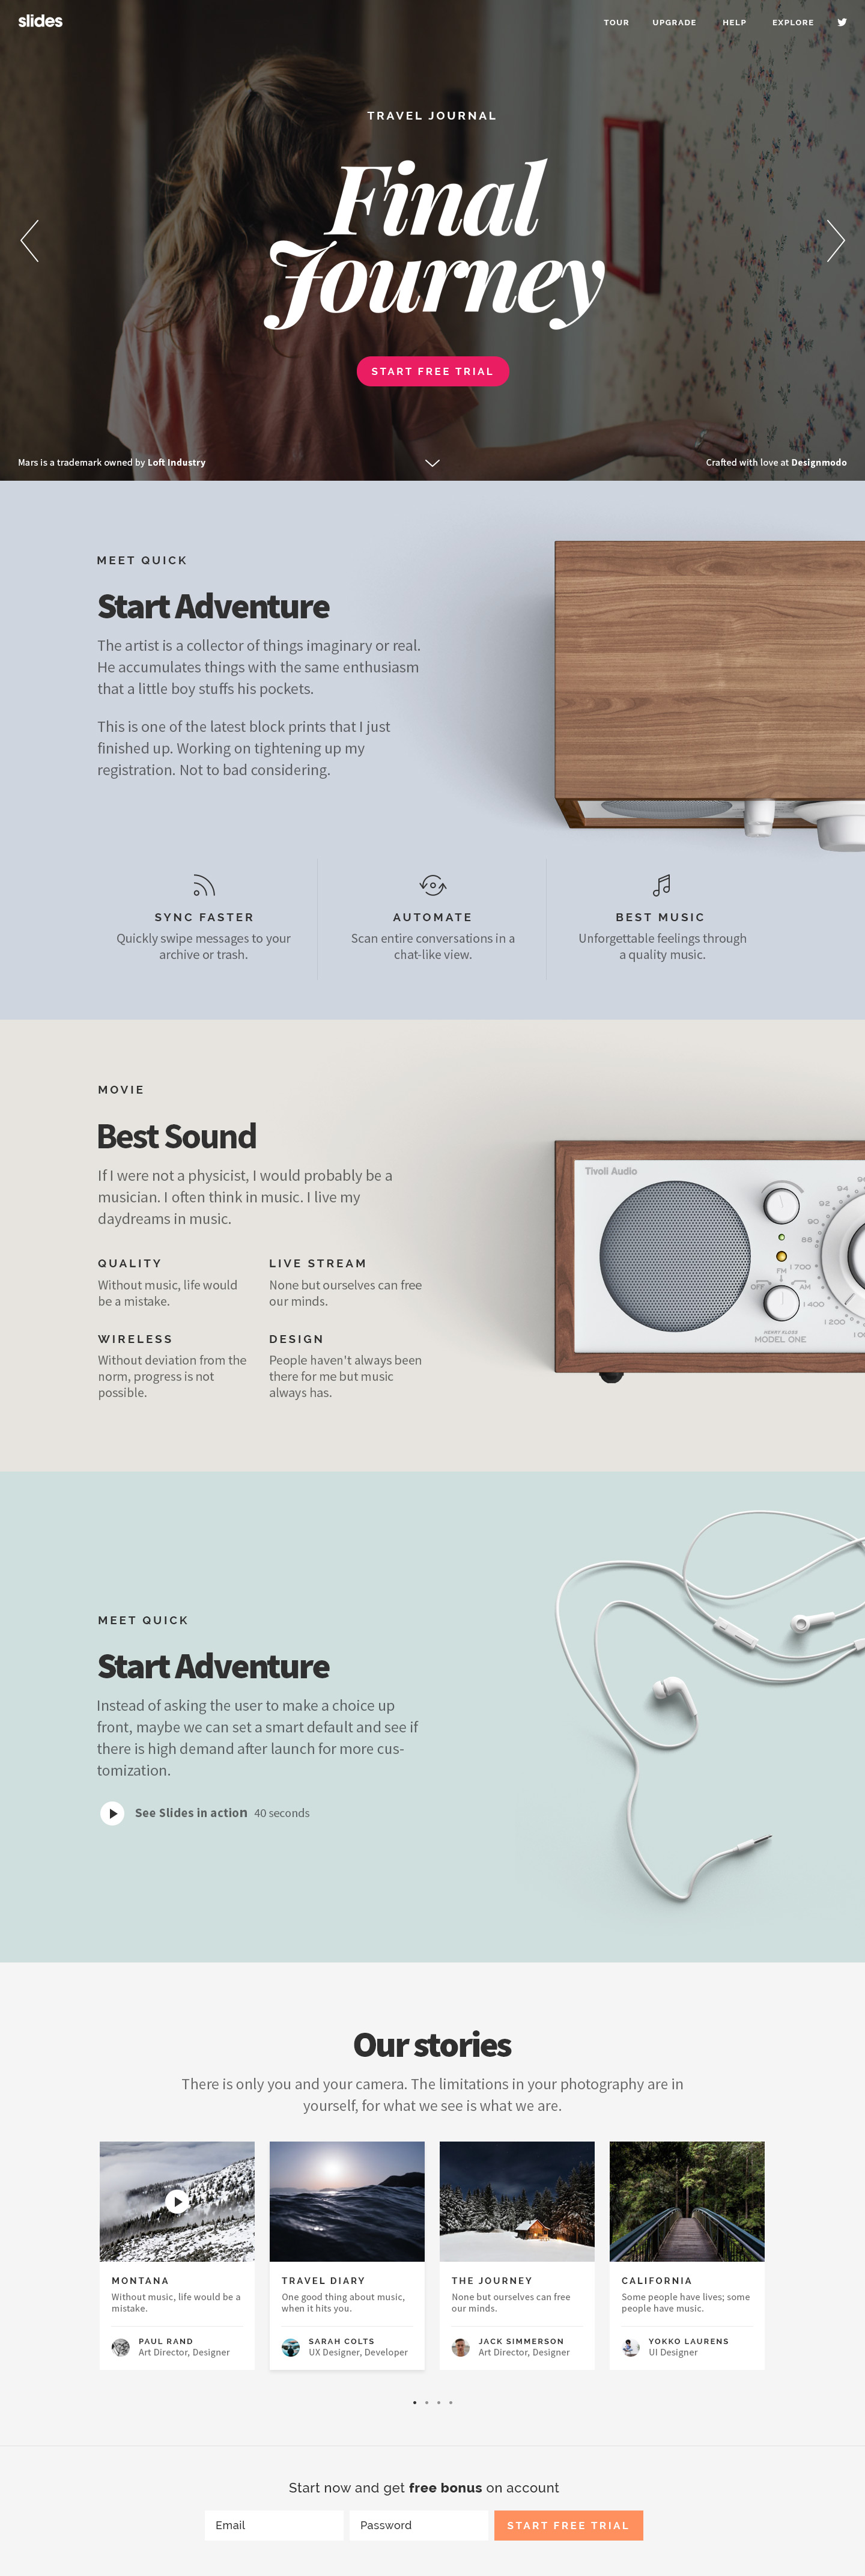 slides
TOUR UPGRADE HELP EXPLORE
TRAVEL JOURNAL
Final
Journey
START FREE TRIAL
Mars is a trademark owned by Loft Industry
Crafted with love at Designmodo
MEET QUICK
Start Adventure
The artist is a collector of things imaginary or real.
He accumulates things with the same enthusiasm
that a little boy stuffs his pockets.
This is one of the latest block prints that I just
finished up. Working on tightening up my
registration. Not to bad considering.
SYNC FASTER
Quickly swipe messages to your
archive or trash.
AUTOMATE
Scan entire conversations in a
chat-like view.
BEST MUSIC
Unforgettable feelings through
a quality music.
MOVIE
Best Sound
If I were not a physicist, I would probably be a
musician. I often think in music. I live my
daydreams in music.
QUALITY
Without music, life would
be a mistake.
LIVE STREAM
None but ourselves can free
our minds.
WIRELESS
Without deviation from the
norm, progress is not
possible.
DESIGN
People haven't always been
there for me but music
always has.
Tivoli Audio
94
92
90
88
FM
1700
OFF
AM
1400
1200
HENRY KLOSS
MODEL ONE
MEET QUICK
Start Adventure
Instead of asking the user to make a choice up
front, maybe we can set a smart default and see if
there is high demand after launch for more cus-
tomization.
See Slides in action 40 seconds
Our stories
There is only you and your camera. The limitations in your photography are in
yourself, for what we see is what we are.
MONTANA
Without music, life would be a
mistake.
PAUL RAND
Art Director, Designer
TRAVEL DIARY
One good thing about music,
when it hits you.
SARAH COLTS
UX Designer, Developer
THE JOURNEY
None but ourselves can free
our minds.
JACK SIMMERSON
Art Director, Designer
CALIFORNIA
Some people have lives; some
people have music.
YOKKO LAURENS
UI Designer
Start now and get free bonus on account
Email
Password
START FREE TRIAL